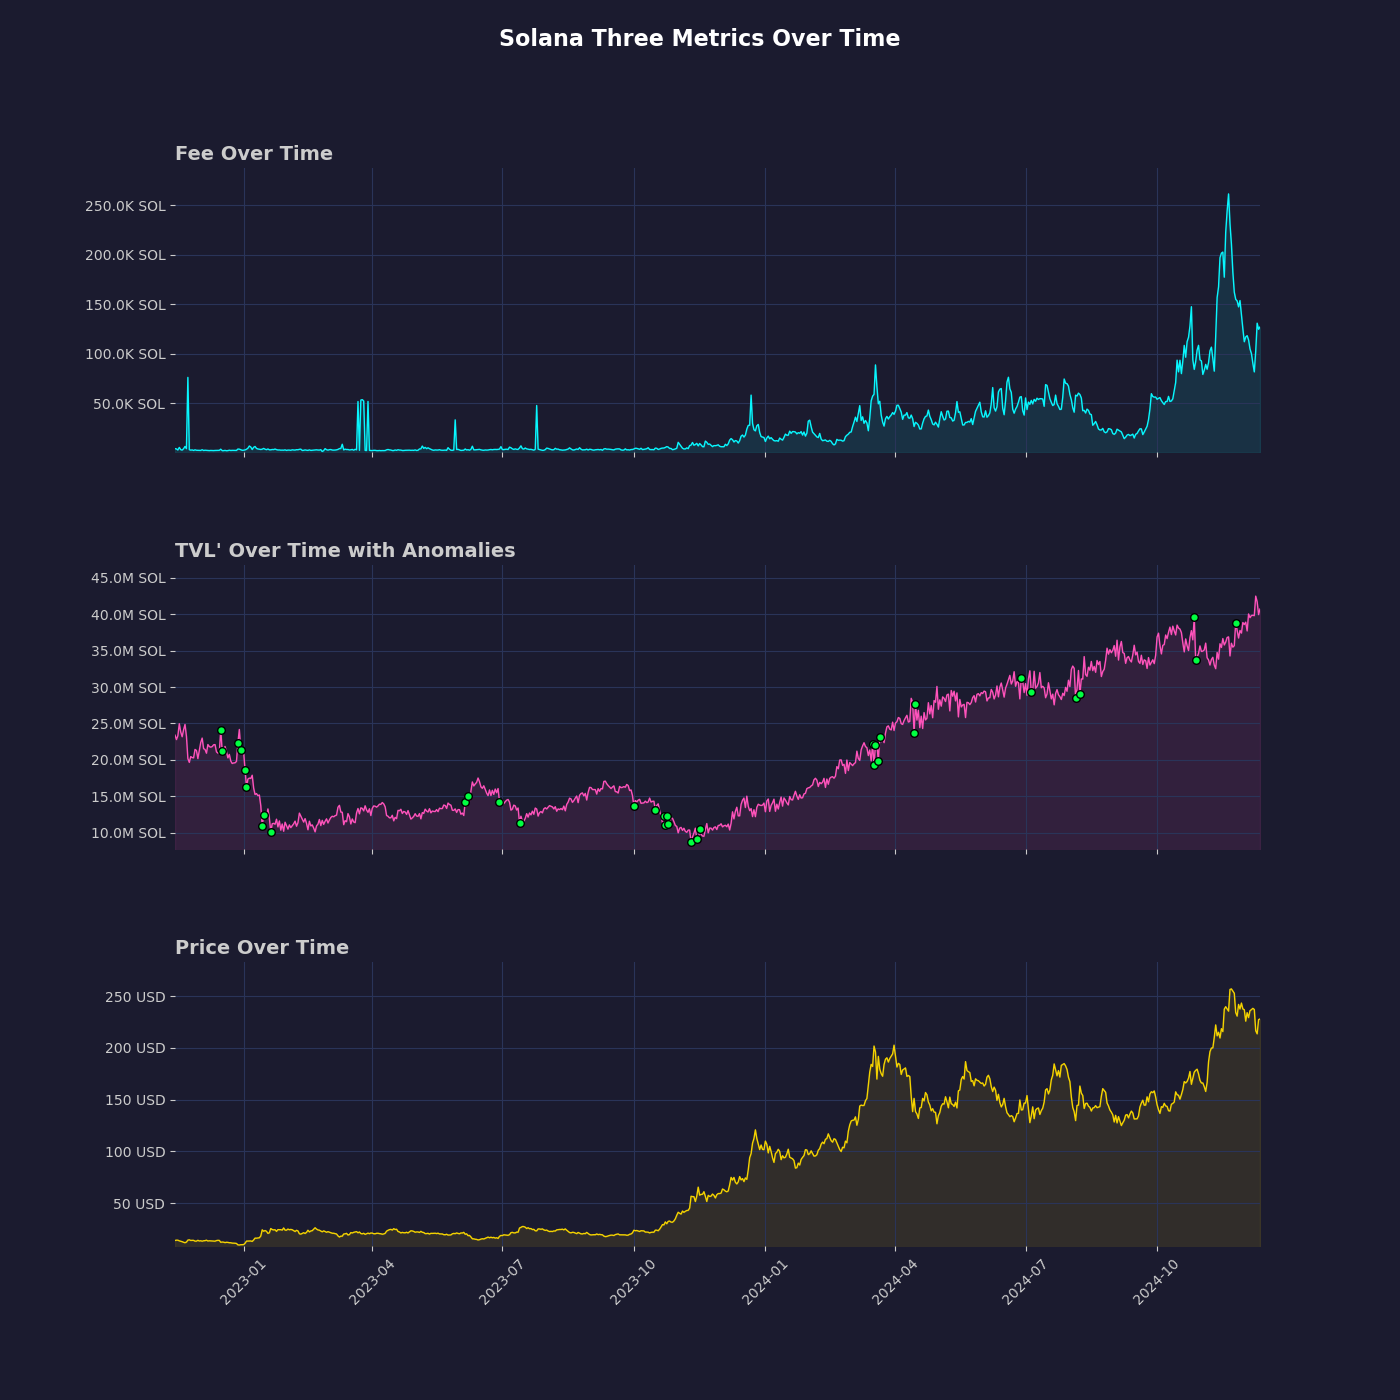 Solana Three Metrics Over Time
Fee Over Time
250.0K SOL
200.0K SOL
150.0K SOL
100.0K SOL
50.0K SOL
TVL' Over Time with Anomalies
45.0M SOL
40.0M SOL
35.0M SOL
30.0M SOL
25.0M SOL
20.0M SOL
15.0M SOL
10.0M SOL
Price Over Time
250 USD
200 USD
150 USD
100 USD
50 USD
2023-01
2023-04
2023-07
2023-10
2024-01
2024-04
2024-07
2024-10